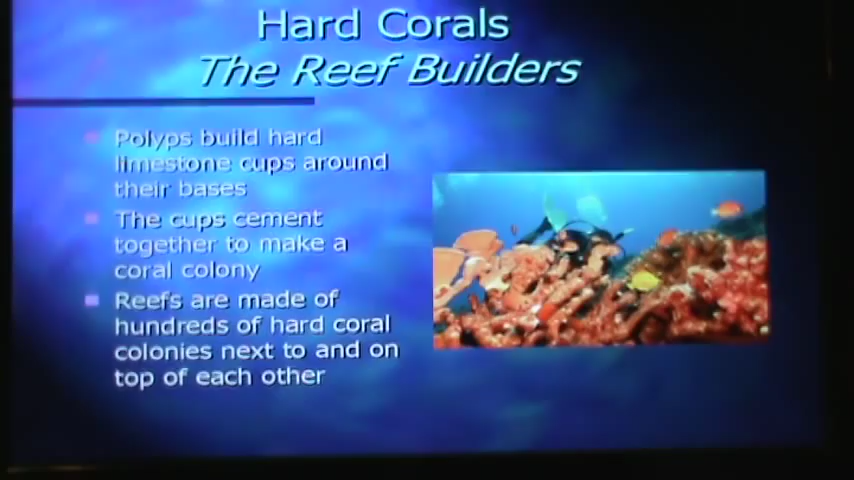 Hard Corals
The Reef Builders
Polyps build hard
limestone cups around
their bases
The cups cement
together to make a
coral colony
Reefs are made of
hundreds of hard coral
colonies next to and on
top of each other